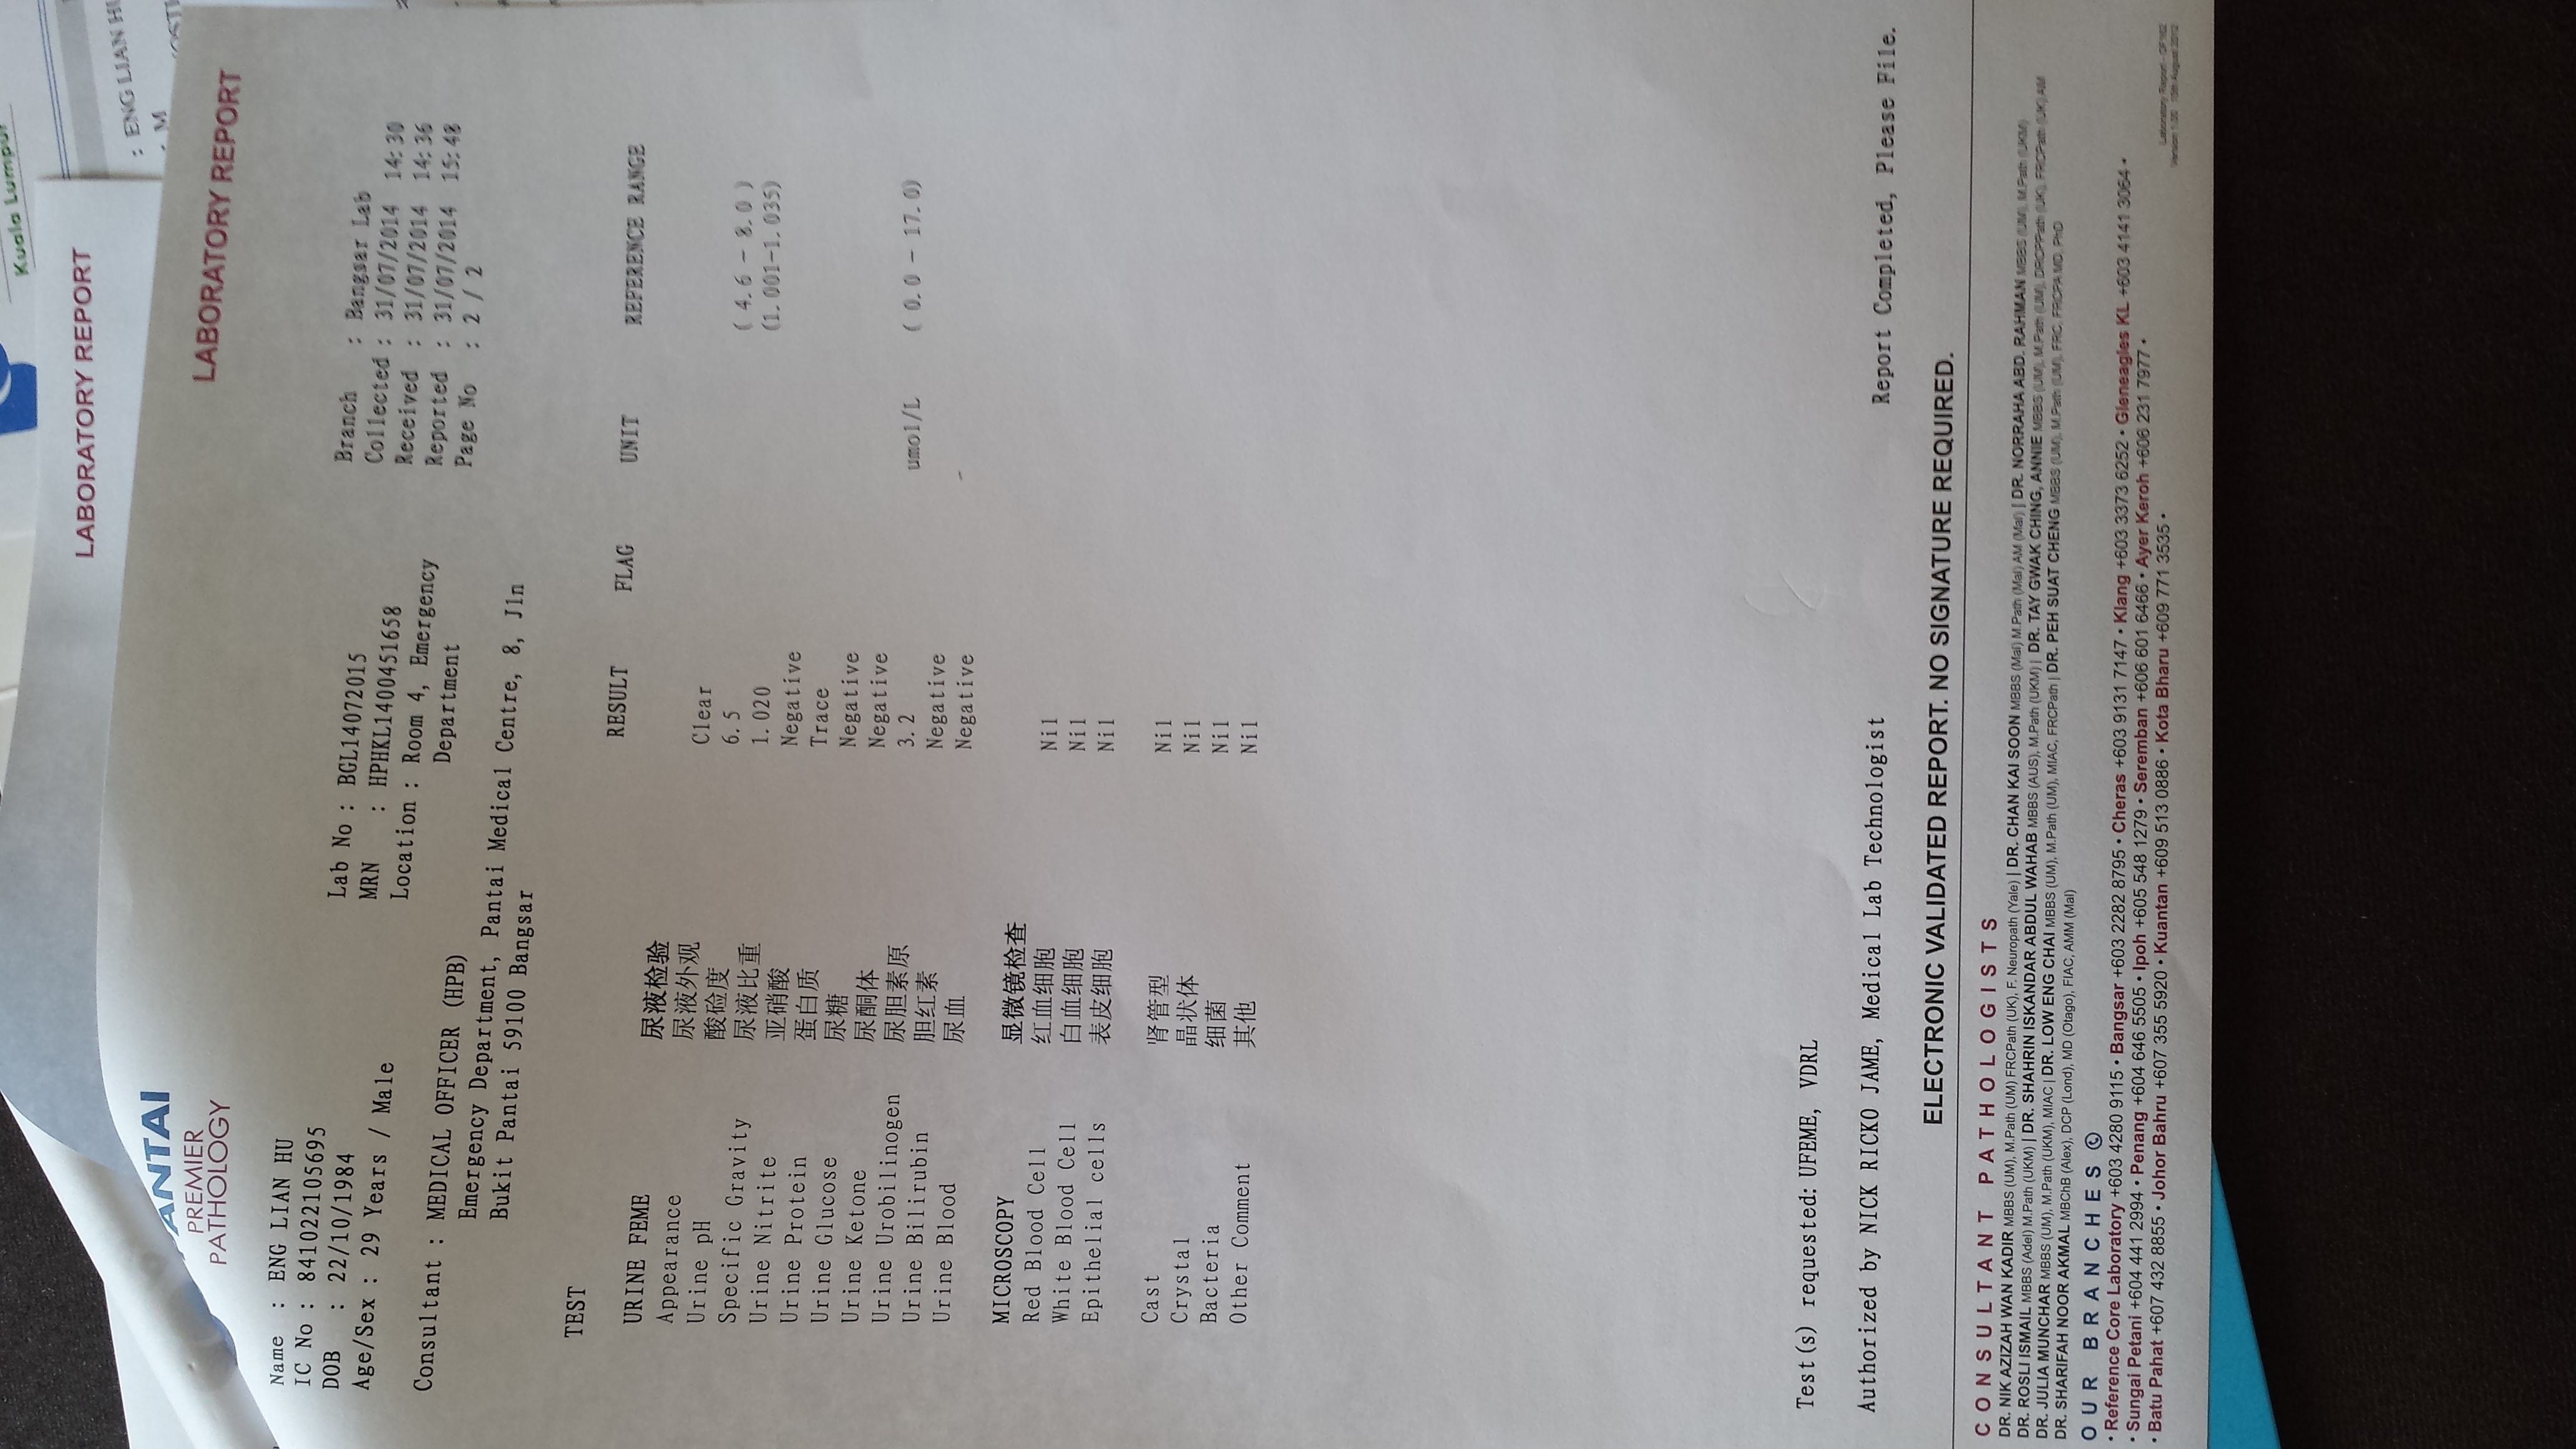 Kuala Lumpur
LABORATORY REPORT
: ENG LIAN
: M
PANTAI
PREMIER
PATHOLOGY
LABORATORY REPORT
Name : ENG LIAN HU
IC No : 841022105695
DOB : 22/10/1984
Age/Sex : 29 Years / Male
Lab No : BGL14072015
MRN : HPHKL1400451658
Location : Room 4, Emergency
Department
Branch : Bangsar Lab
Collected : 31/07/2014 14:30
Received : 31/07/2014 14:36
Reported : 31/07/2014 15:48
Page No : 2 / 2
Consultant : MEDICAL OFFICER (HPB)
Emergency Department, Pantai Medical Centre, 8, Jln
Bukit Pantai 59100 Bangsar
TEST RESULT FLAG UNIT REFERENCE RANGE
URINE FEME 尿液检验
Appearance 尿液外观 Clear
Urine pH 酸硷度 6.5 ( 4.6 - 8.0 )
Specific Gravity 尿液比重 1.020 (1.001-1.035)
Urine Nitrite 亚硝酸 Negative
Urine Protein 蛋白质 Trace
Urine Glucose 尿糖 Negative
Urine Ketone 尿酮体 Negative
Urine Urobilinogen 尿胆素原 3.2 umol/L ( 0.0 - 17.0)
Urine Bilirubin 胆红素 Negative
Urine Blood 尿血 Negative -
MICROSCOPY 显微镜检查
Red Blood Cell 红血细胞 Nil
White Blood Cell 白血细胞 Nil
Epithelial cells 表皮细胞 Nil
Cast 肾管型 Nil
Crystal 晶状体 Nil
Bacteria 细菌 Nil
Other Comment 其他 Nil
Test(s) requested: UFEME, VDRL
Authorized by NICK RICKO JAME, Medical Lab Technologist
Report Completed, Please File.
ELECTRONIC VALIDATED REPORT. NO SIGNATURE REQUIRED.
CONSULTANT PATHOLOGISTS
DR. NIK AZIZAH WAN KADIR MBBS (UM), M.Path (UM) FRCPath (UK), F. Neuropath (Yale) | DR. CHAN KAI SOON MBBS (Mal) M.Path (Mal) AM (Mal) | DR. NORRAHA ABD. RAHMAN MBBS (UM), M.Path (UKM)
DR. ROSLI ISMAIL MBBS (Adel) M.Path (UKM) | DR. SHAHRIN ISKANDAR ABDUL WAHAB MBBS (AUS), M.Path (UKM) | DR. TAY GWAK CHING, ANNIE MBBS (UM), M.Path (UM), DRCPPath (UK), FRCPath (UK) AM
DR. JULIA MUNCHAR MBBS (UM), M.Path (UKM), MIAC | DR. LOW ENG CHAI MBBS (UM), M.Path (UM), MIAC, FRCPath | DR. PEH SUAT CHENG MBBS (UM), M.Path (UM), FRC, FRCPA MD, PhD
DR. SHARIFAH NOOR AKMAL MBChB (Alex), DCP (Lond), MD (Otago), FIAC, AMM (Mal)
OUR BRANCHES
• Reference Core Laboratory +603 4280 9115 • Bangsar +603 2282 8795 • Cheras +603 9131 7147 • Klang +603 3373 6252 • Gleneagles KL +603 4141 3064 •
• Sungai Petani +604 441 2994 • Penang +604 646 5505 • Ipoh +605 548 1279 • Seremban +606 601 6466 • Ayer Keroh +606 231 7977 •
• Batu Pahat +607 432 8855 • Johor Bahru +607 355 5920 • Kuantan +609 513 0886 • Kota Bharu +609 771 3535 •
Laboratory Report - CF162
Version 1.00 10th August 2012